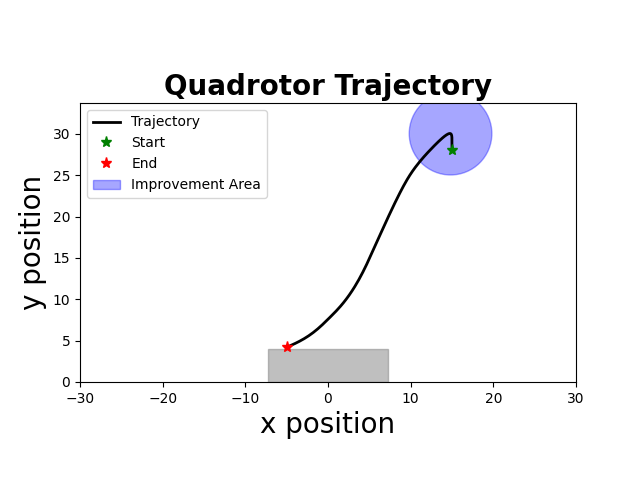 Quadrotor Trajectory
Trajectory
Start
End
Improvement Area
y position
30
25
20
15
10
5
0
−30
−20
−10
0
10
20
30
x position